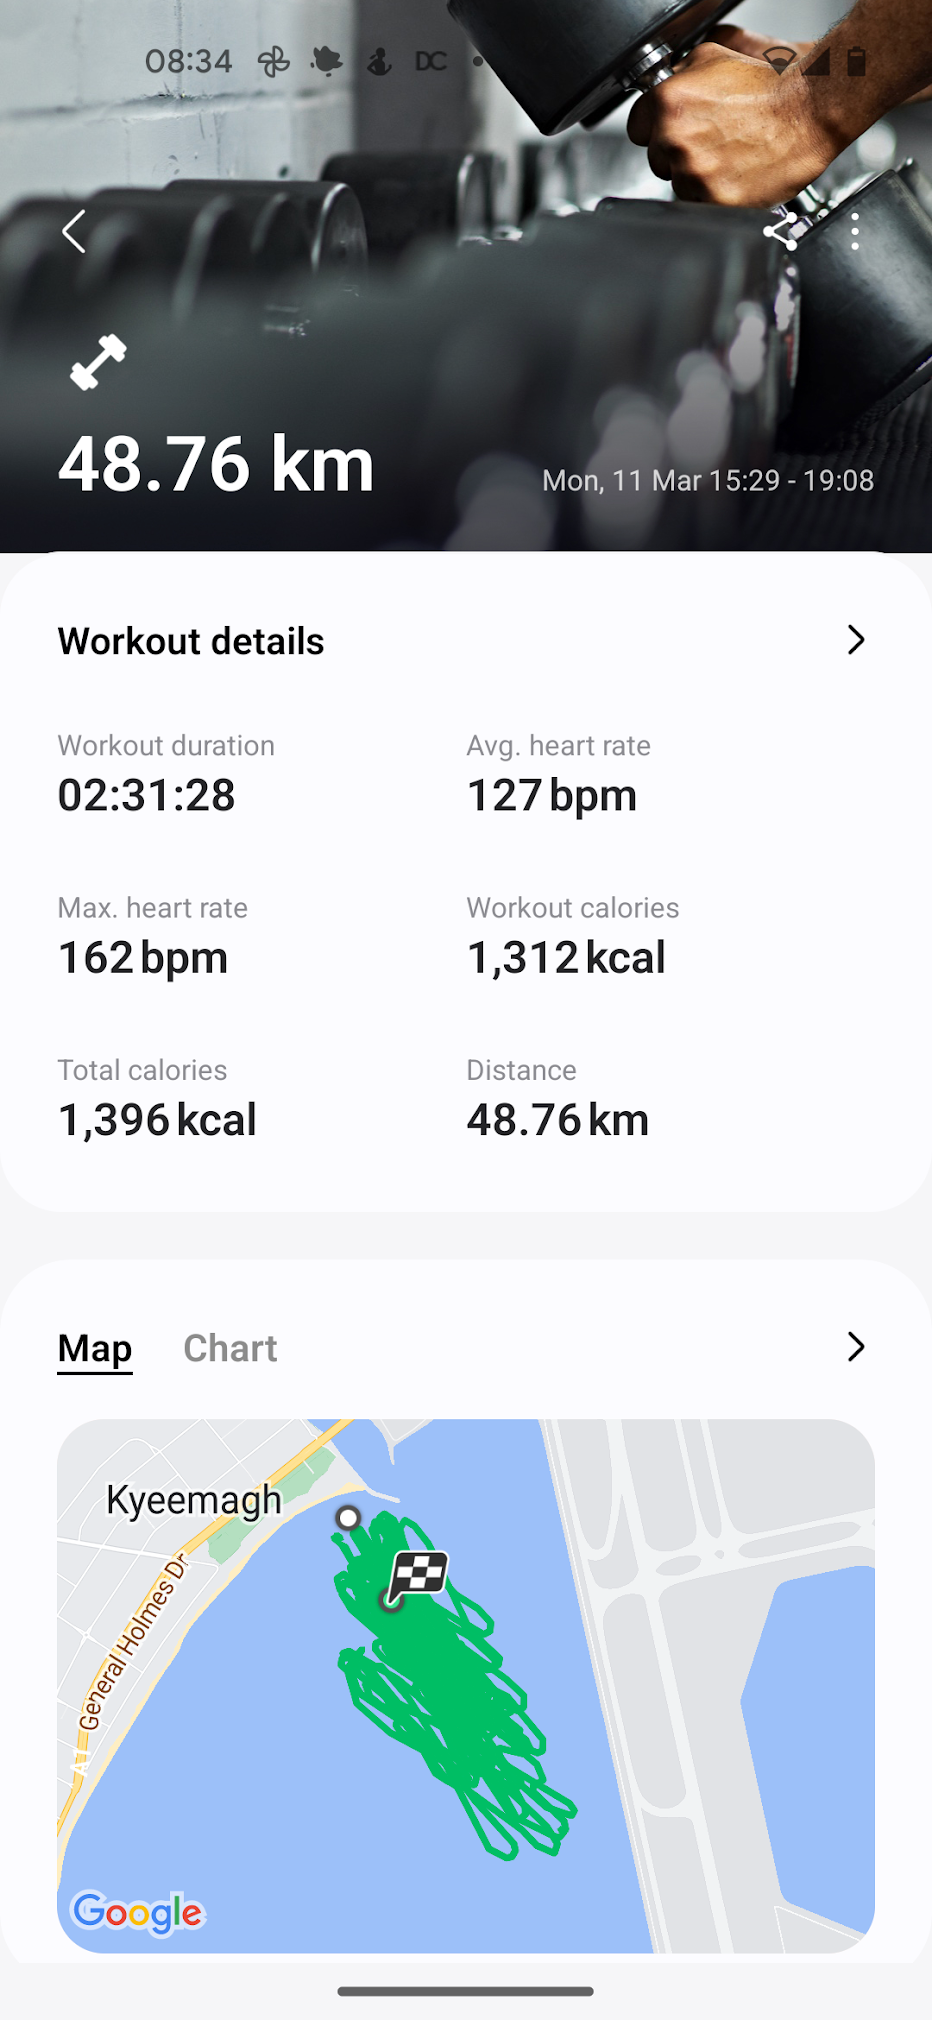 08:34 DC
48.76 km
Mon, 11 Mar 15:29 - 19:08
Workout details
Workout duration Avg. heart rate
02:31:28 127 bpm
Max. heart rate Workout calories
162 bpm 1,312 kcal
Total calories Distance
1,396 kcal 48.76 km
Map Chart
Kyeemagh
General Holmes Dr
A1
Google